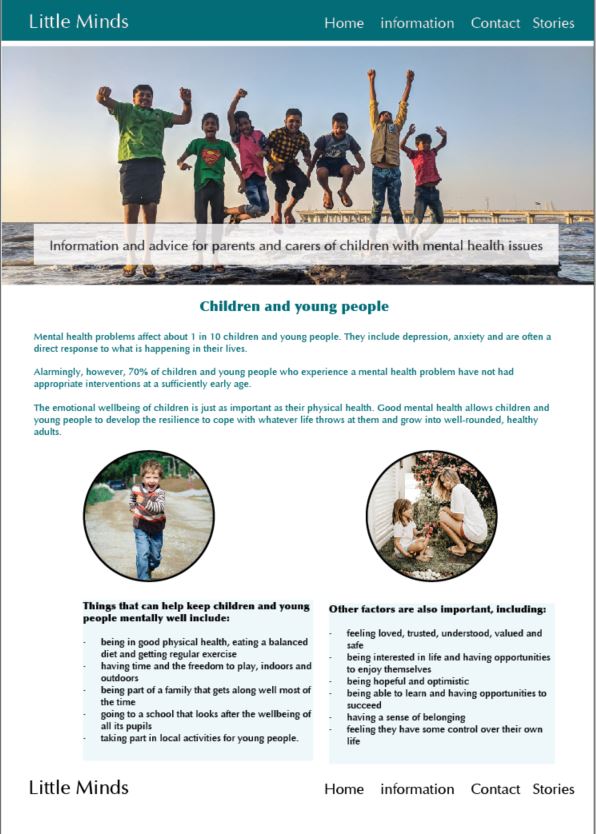 Little Minds
Home information Contact Stories
Information and advice for parents and carers of children with mental health issues
Children and young people
Mental health problems affect about 1 in 10 children and young people. They include depression, anxiety and are often a
direct response to what is happening in their lives.
Alarmingly, however, 70% of children and young people who experience a mental health problem have not had
appropriate interventions at a sufficiently early age.
The emotional wellbeing of children is just as important as their physical health. Good mental health allows children and
young people to develop the resilience to cope with whatever life throws at them and grow into well-rounded, healthy
adults.
Things that can help keep children and young
people mentally well include:
- being in good physical health, eating a balanced
diet and getting regular exercise
- having time and the freedom to play, indoors and
outdoors
- being part of a family that gets along well most of
the time
- going to a school that looks after the wellbeing of
all its pupils
- taking part in local activities for young people.
Other factors are also important, including:
- feeling loved, trusted, understood, valued and
safe
- being interested in life and having opportunities
to enjoy themselves
- being hopeful and optimistic
- being able to learn and having opportunities to
succeed
- having a sense of belonging
- feeling they have some control over their own
life
Little Minds
Home information Contact Stories